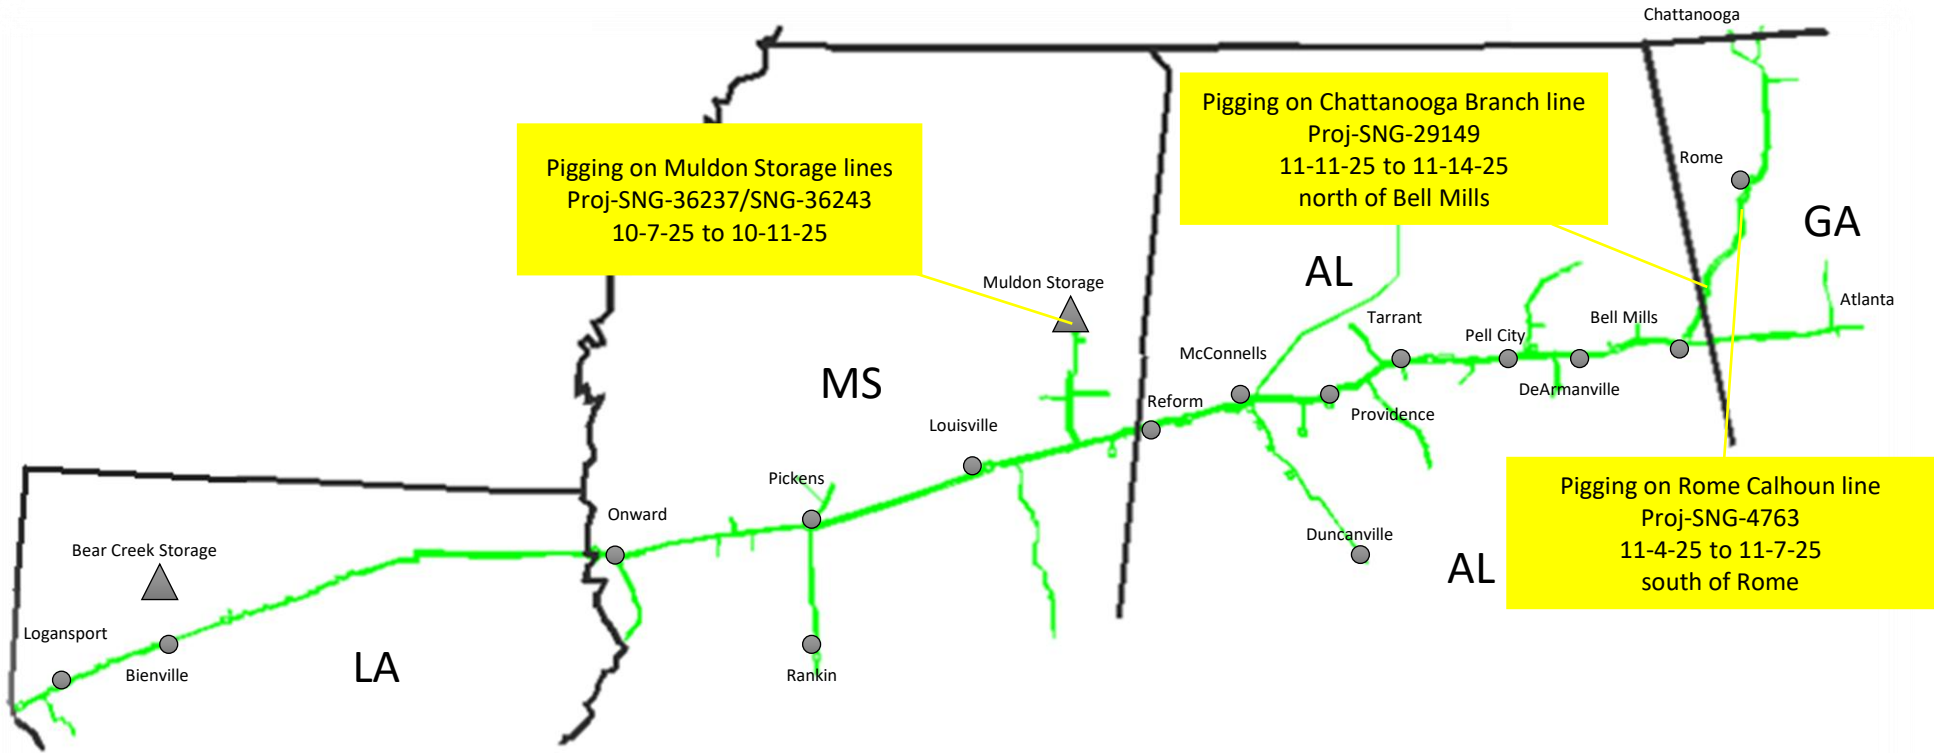 Chattanooga
Pigging on Chattanooga Branch line
Proj-SNG-29149
11-11-25 to 11-14-25
north of Bell Mills
Pigging on Muldon Storage lines
Proj-SNG-36237/SNG-36243
10-7-25 to 10-11-25
Rome
GA
AL
Muldon Storage
Atlanta
Tarrant
Bell Mills
Pell City
McConnells
MS
DeArmanville
Reform
Providence
Louisville
Pickens
Pigging on Rome Calhoun line
Proj-SNG-4763
11-4-25 to 11-7-25
south of Rome
Onward
Duncanville
Bear Creek Storage
AL
Logansport
LA
Bienville
Rankin